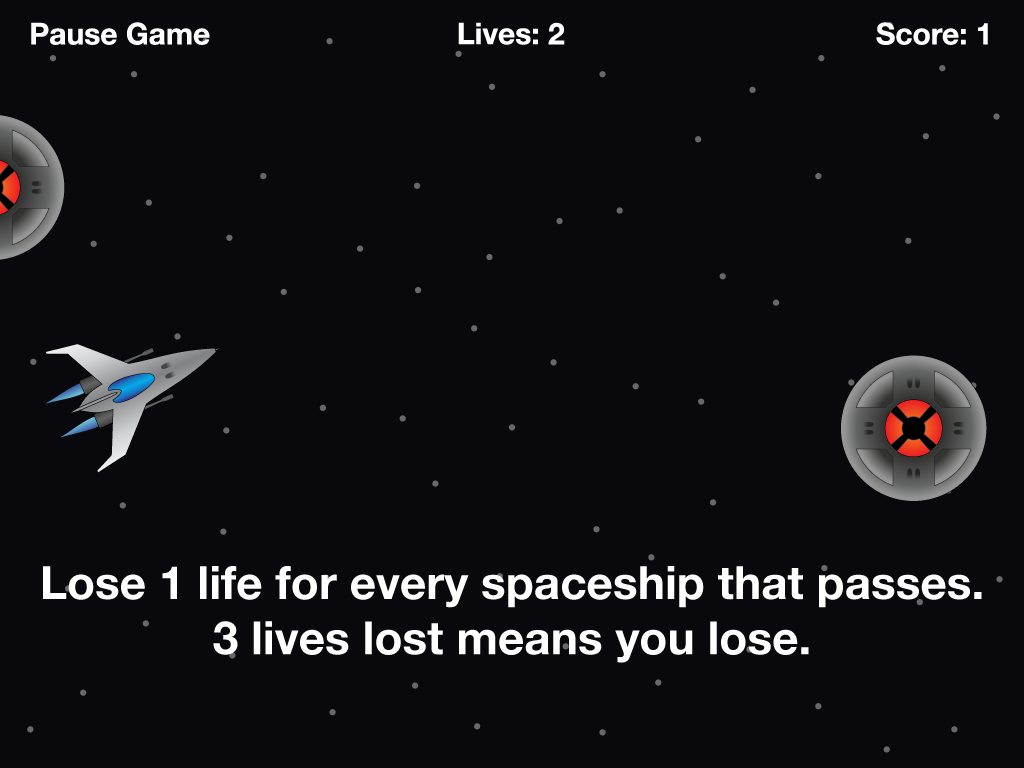 Pause Game
Lives: 2
Score: 1
Lose 1 life for every spaceship that passes.
3 lives lost means you lose.